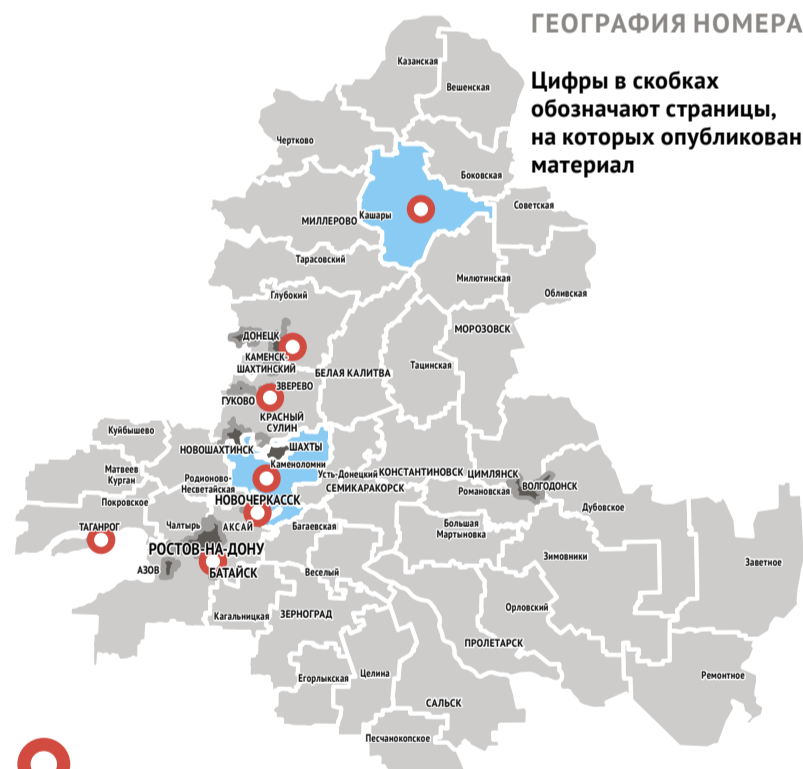 ГЕОГРАФИЯ НОМЕРА
Цифры в скобках
обозначают страницы,
на которых опубликован
материал
Казанская
Вешенская
Чертково
Боковская
Советская
Кашары
МИЛЛЕРОВО
Тарасовский
Милютинская
Обливская
Глубокий
МОРОЗОВСК
ДОНЕЦК
КАМЕНСК-
ШАХТИНСКИЙ
Тацинская
БЕЛАЯ КАЛИТВА
ЗВЕРЕВО
ГУКОВО
КРАСНЫЙ
СУЛИН
Куйбышево
НОВОШАХТИНСК
ШАХТЫ
Каменоломни
Матвеев
Курган
Родионово-
Несветайская
Усть-Донецкий
КОНСТАНТИНОВСК
ЦИМЛЯНСК
СЕМИКАРАКОРСК
Романовская
ВОЛГОДОНСК
НОВОЧЕРКАССК
Покровское
Дубовское
ТАГАНРОГ
Чалтырь
АКСАЙ
Багаевская
Большая
Мартыновка
РОСТОВ-НА-ДОНУ
Зимовники
Заветное
АЗОВ
БАТАЙСК
Веселый
Кагальницкая
ЗЕРНОГРАД
Орловский
ПРОЛЕТАРСК
Егорлыкская
Целина
Ремонтное
САЛЬСК
Песчанокопское